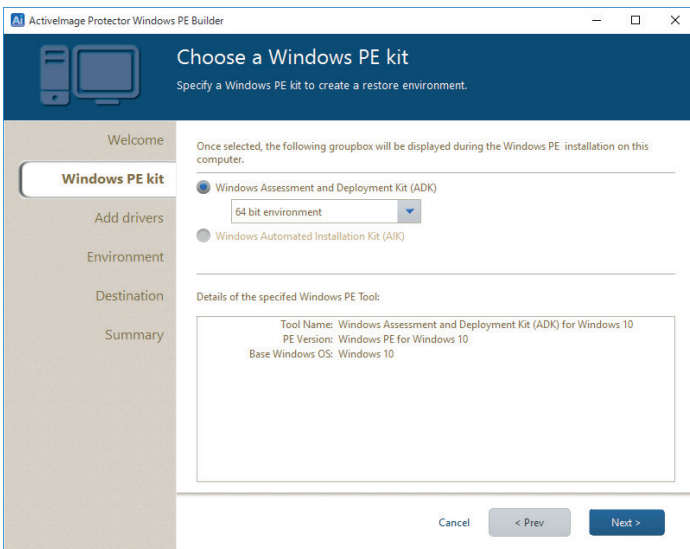 Ai ActiveImage Protector Windows PE Builder
Choose a Windows PE kit
Specify a Windows PE kit to create a restore environment.
Welcome
Windows PE kit
Add drivers
Environment
Destination
Summary
Once selected, the following groupbox will be displayed during the Windows PE installation on this
computer.
Windows Assessment and Deployment Kit (ADK)
64 bit environment
Windows Automated Installation Kit (AIK)
Details of the specifed Windows PE Tool:
Tool Name: Windows Assessment and Deployment Kit (ADK) for Windows 10
PE Version: Windows PE for Windows 10
Base Windows OS: Windows 10
Cancel
< Prev
Next >